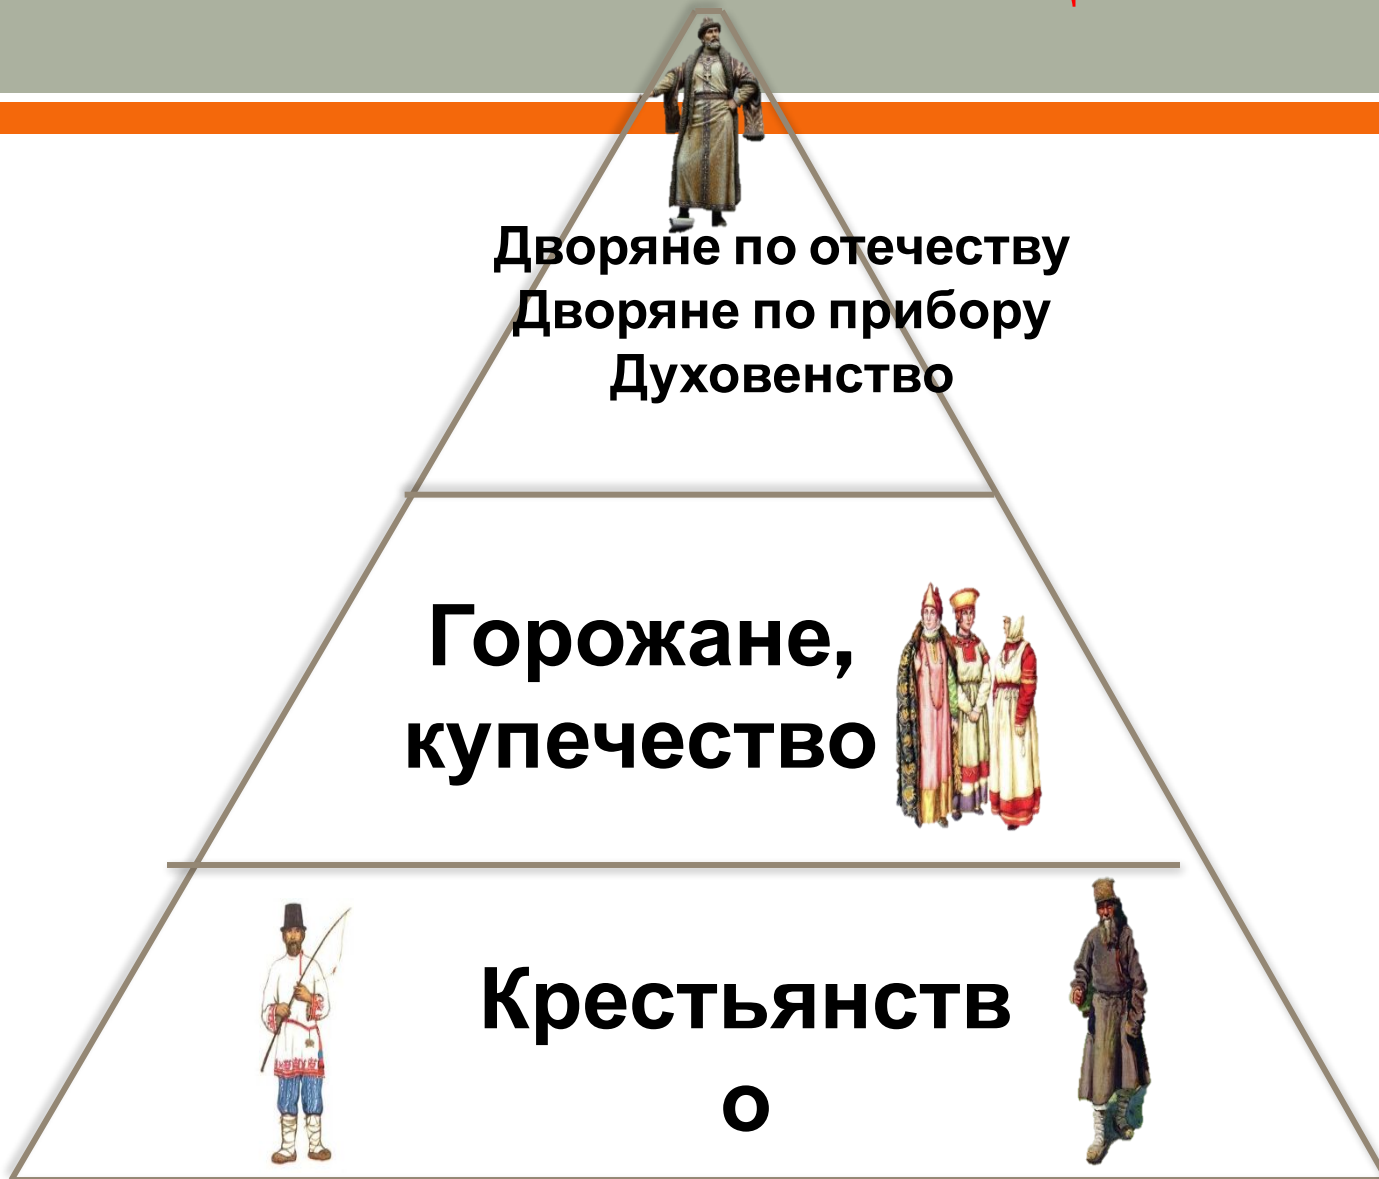 Дворяне по отечеству
Дворяне по прибору
Духовенство
Горожане,
купечество
Крестьянств
о